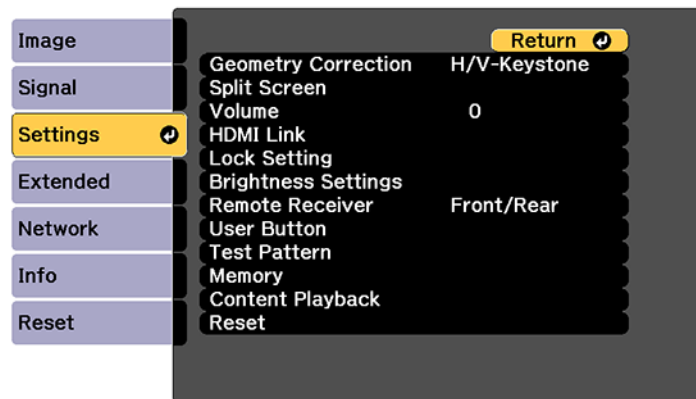 Image
Signal
Settings
Extended
Network
Info
Reset
Return
Geometry Correction H/V-Keystone
Split Screen
Volume 0
HDMI Link
Lock Setting
Brightness Settings
Remote Receiver Front/Rear
User Button
Test Pattern
Memory
Content Playback
Reset